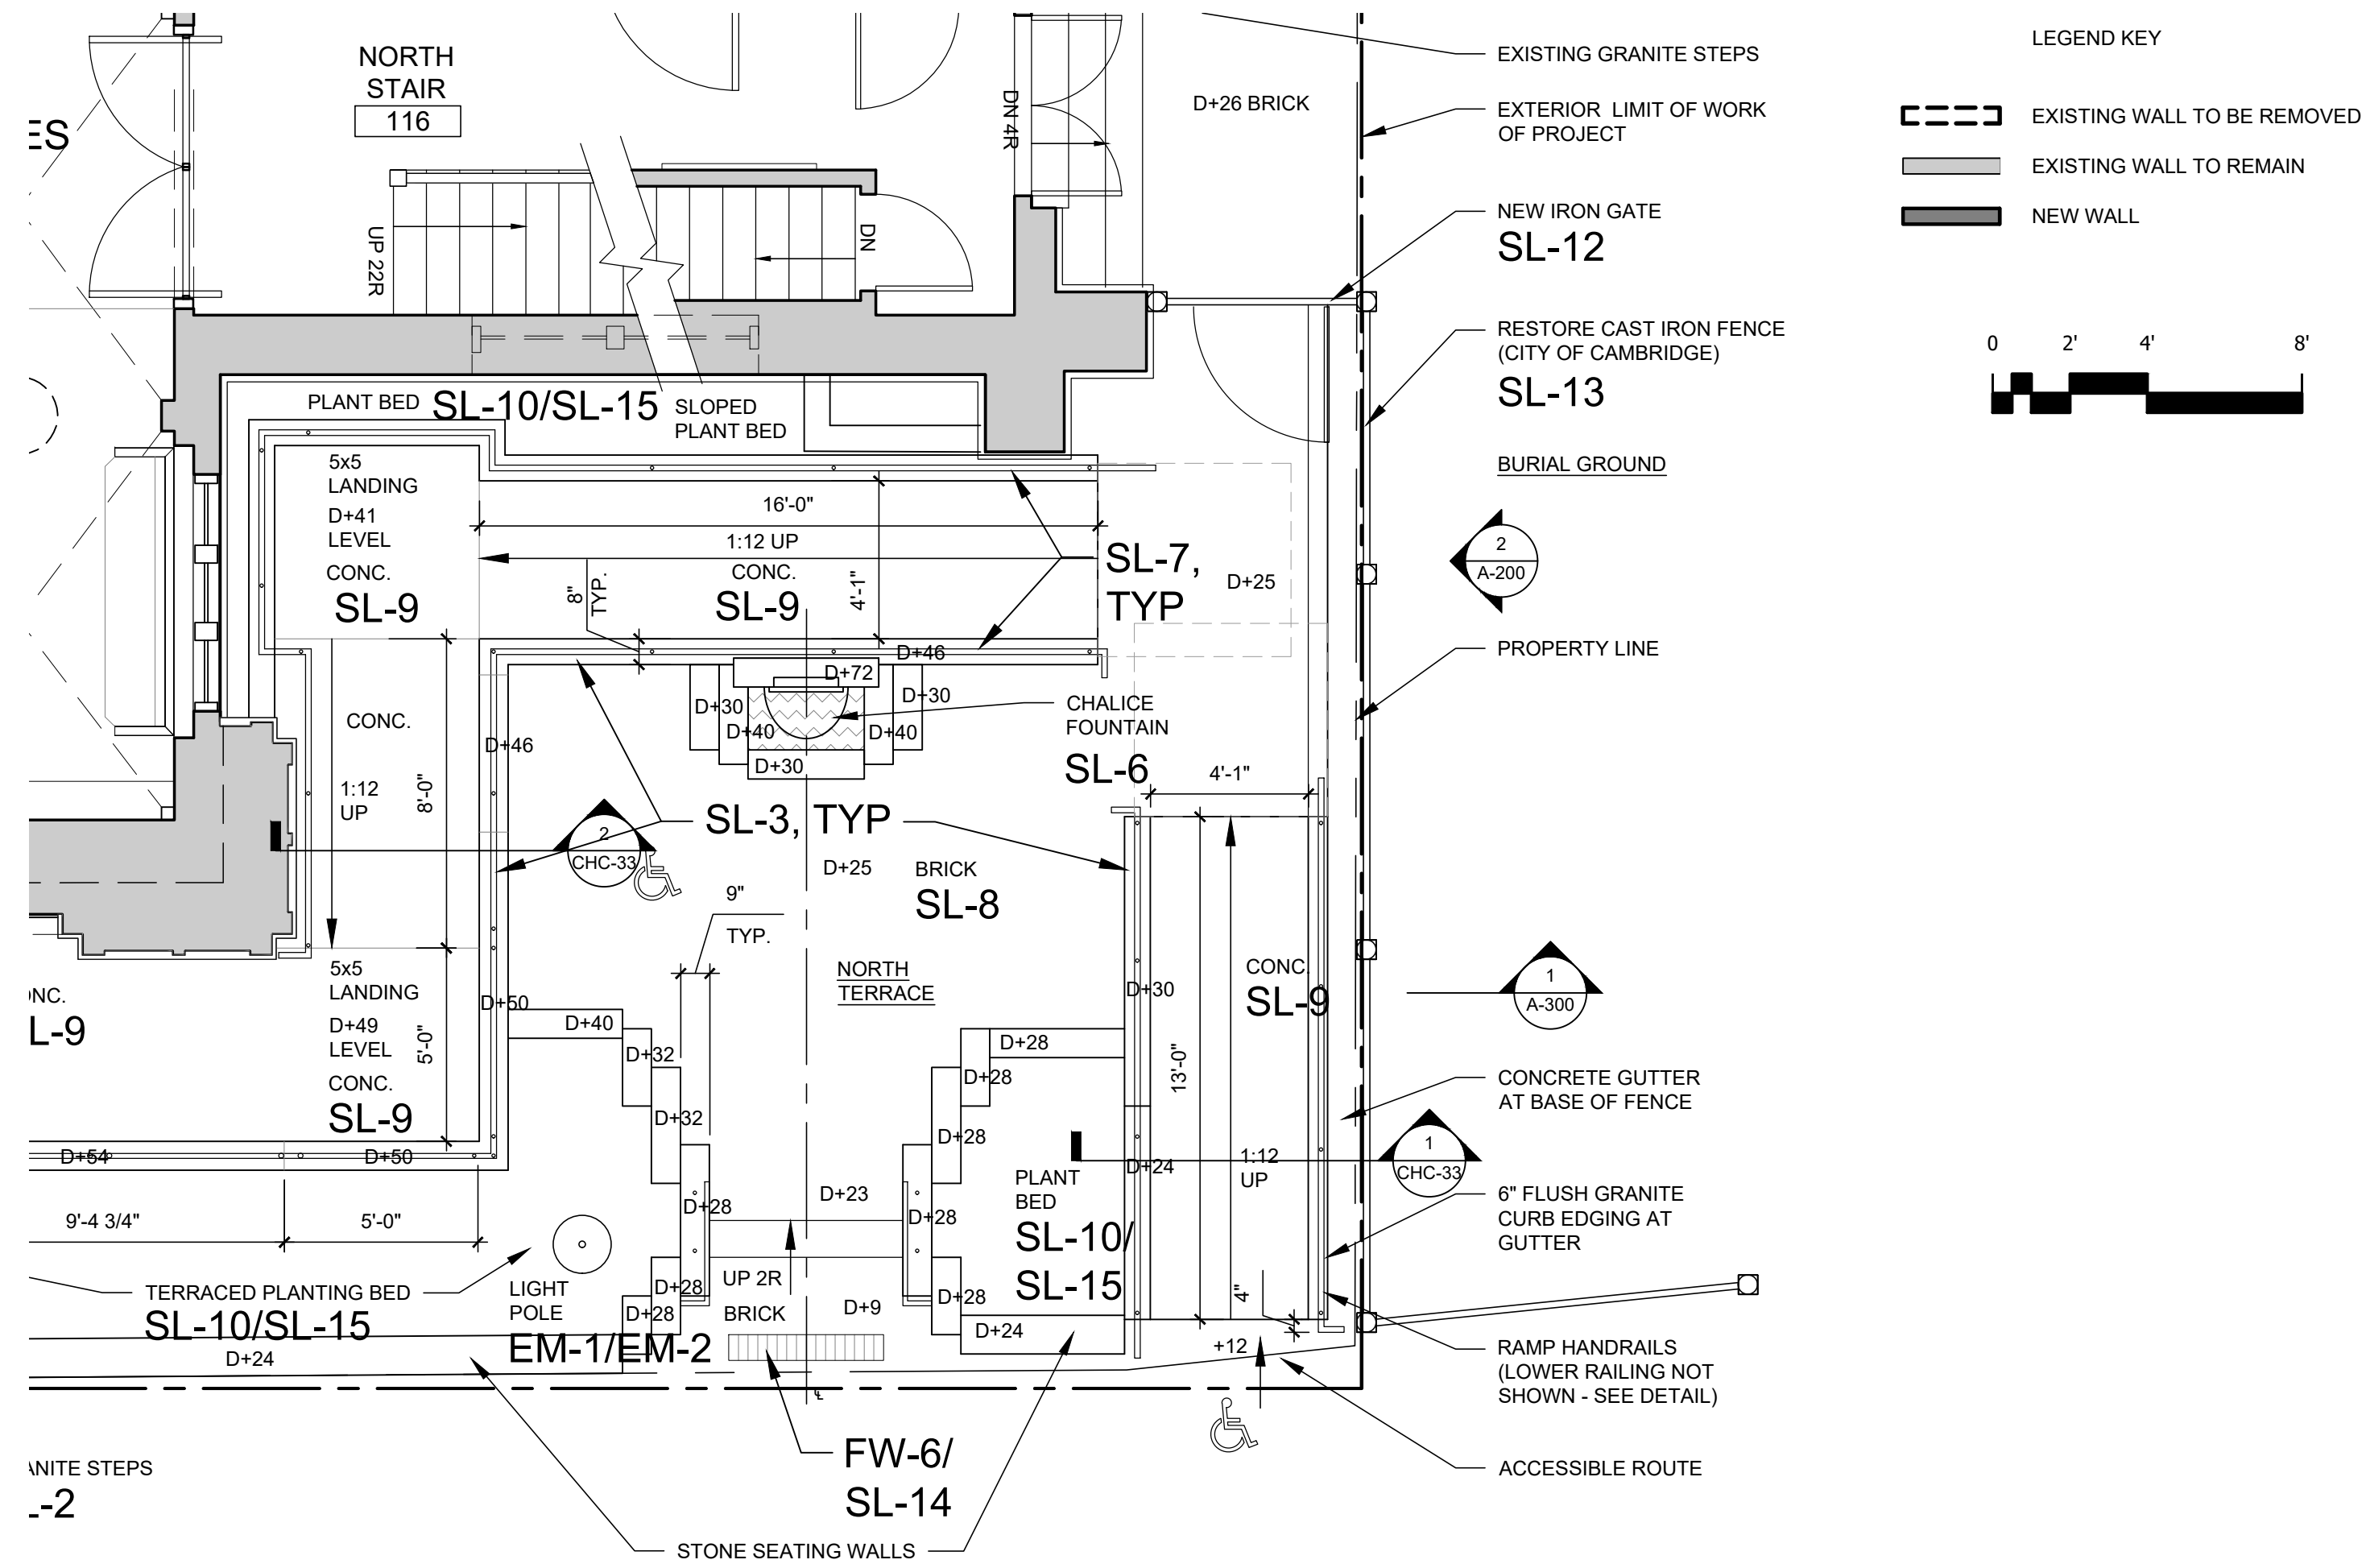 NORTH
STAIR
116
ES
UP 22R
DN
DN 4R
D+26 BRICK
EXISTING GRANITE STEPS
EXTERIOR LIMIT OF WORK
OF PROJECT
NEW IRON GATE
SL-12
RESTORE CAST IRON FENCE
(CITY OF CAMBRIDGE)
SL-13
BURIAL GROUND
2
A-200
PROPERTY LINE
LEGEND KEY
EXISTING WALL TO BE REMOVED
EXISTING WALL TO REMAIN
NEW WALL
0 2' 4' 8'
PLANT BED SL-10/SL-15
SLOPED
PLANT BED
5x5
LANDING
D+41
LEVEL
CONC.
SL-9
16'-0"
1:12 UP
CONC.
SL-9
8"
TYP.
4'-1"
SL-7,
TYP
D+25
D+46
D+72
D+30
D+30
D+40
D+40
D+30
CHALICE
FOUNTAIN
SL-6
4'-1"
CONC.
D+46
1:12
UP
8'-0"
2
CHC-33
SL-3, TYP
D+25
BRICK
SL-8
9"
TYP.
NORTH
TERRACE
D+30
CONC.
SL-9
1
A-300
5x5
LANDING
D+49
LEVEL
CONC.
SL-9
5'-0"
NC.
L-9
D+50
D+40
D+32
D+32
D+28
D+28
D+28
D+28
D+28
D+28
D+28
D+28
13'-0"
CONCRETE GUTTER
AT BASE OF FENCE
1
CHC-33
D+24
1:12
UP
PLANT
BED
SL-10/
SL-15
6" FLUSH GRANITE
CURB EDGING AT
GUTTER
D+54
D+50
9'-4 3/4"
5'-0"
D+23
UP 2R
BRICK
D+9
4"
TERRACED PLANTING BED
SL-10/SL-15
LIGHT
POLE
EM-1/EM-2
D+24
D+24
+12
RAMP HANDRAILS
(LOWER RAILING NOT
SHOWN - SEE DETAIL)
ACCESSIBLE ROUTE
ANITE STEPS
L-2
FW-6/
SL-14
STONE SEATING WALLS